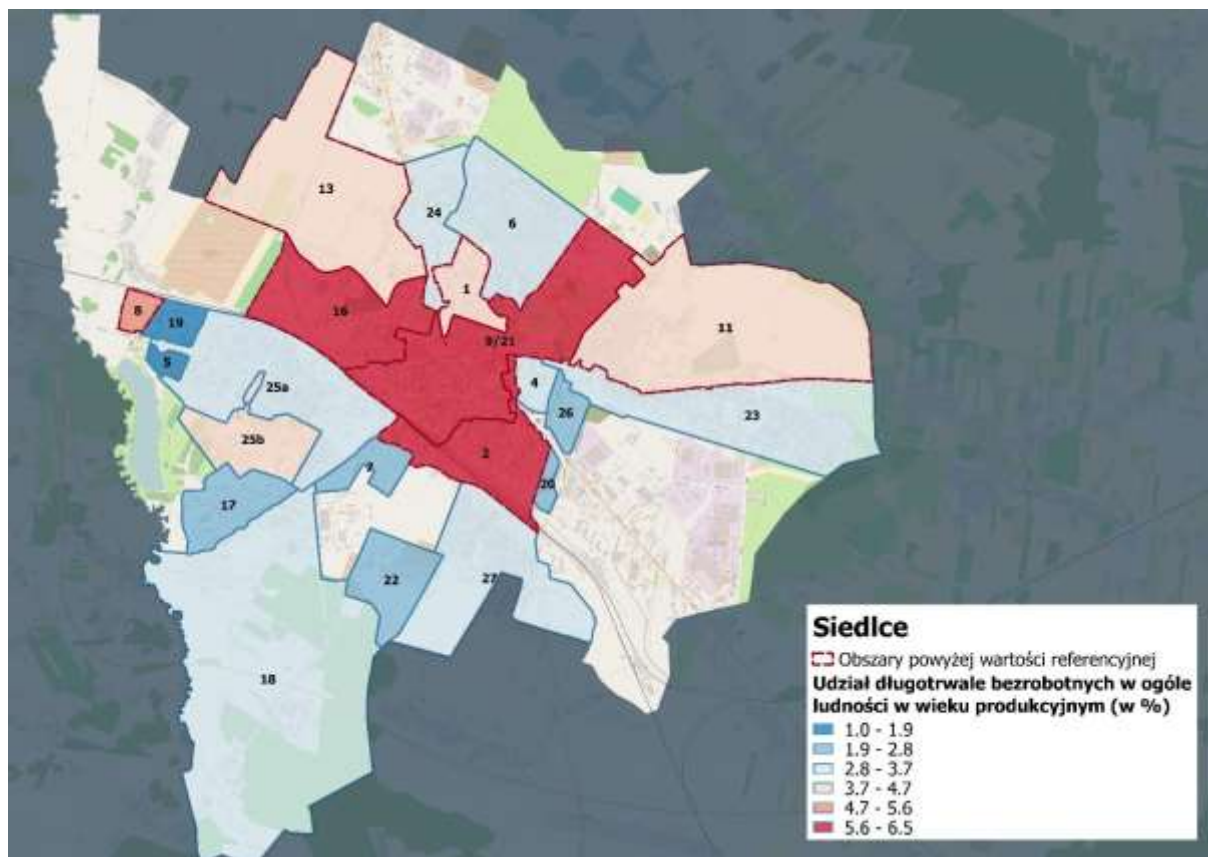 13
24
6
1
16
8
19
9/21
11
5
4
25a
26
23
25b
2
7
20
17
22
27
18
Siedlce
Obszary powyżej wartości referencyjnej
Udział długotrwale bezrobotnych w ogóle
ludności w wieku produkcyjnym (w %)
1.0 - 1.9
1.9 - 2.8
2.8 - 3.7
3.7 - 4.7
4.7 - 5.6
5.6 - 6.5